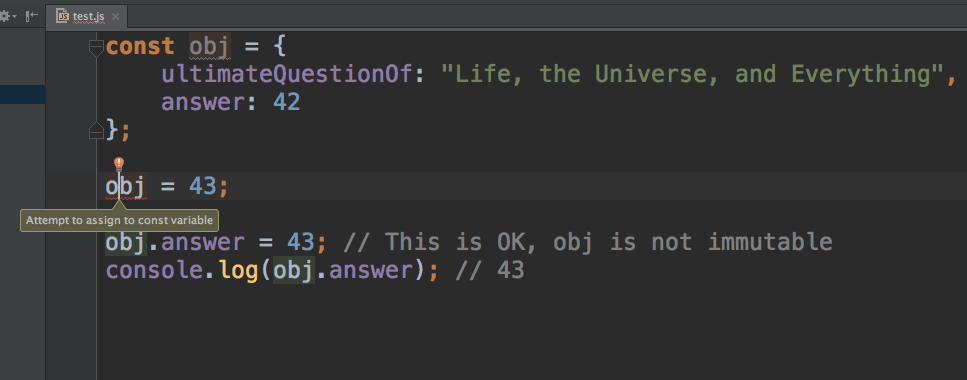 test.js
const obj = {
ultimateQuestionOf: "Life, the Universe, and Everything",
answer: 42
};
obj = 43;
Attempt to assign to const variable
obj.answer = 43; // This is OK, obj is not immutable
console.log(obj.answer); // 43